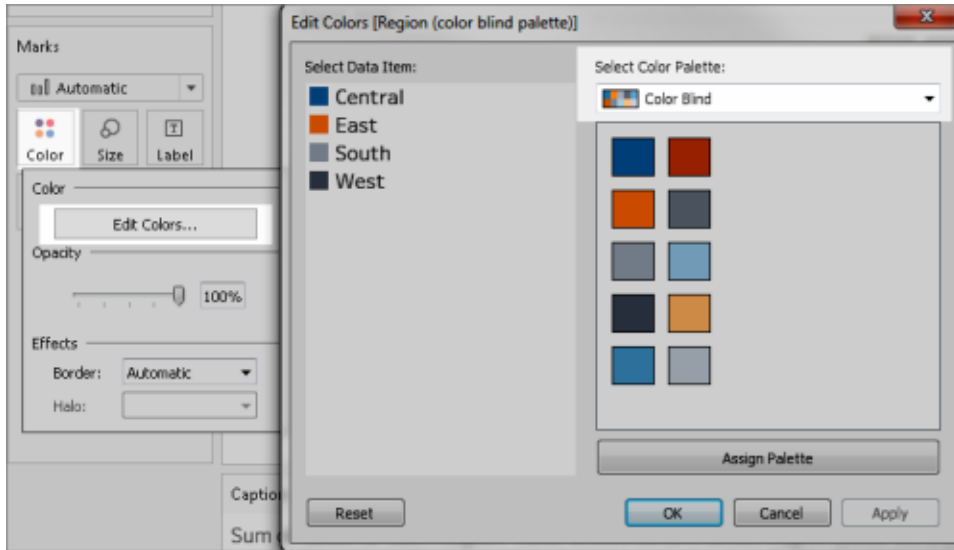 Marks
Automatic
Color Size Label
Color
Edit Colors...
Opacity
100%
Effects
Border: Automatic
Halo:
Caption
Sum
Edit Colors [Region (color blind palette)]
Select Data Item:
Central
East
South
West
Select Color Palette:
Color Blind
Assign Palette
Reset
OK Cancel Apply